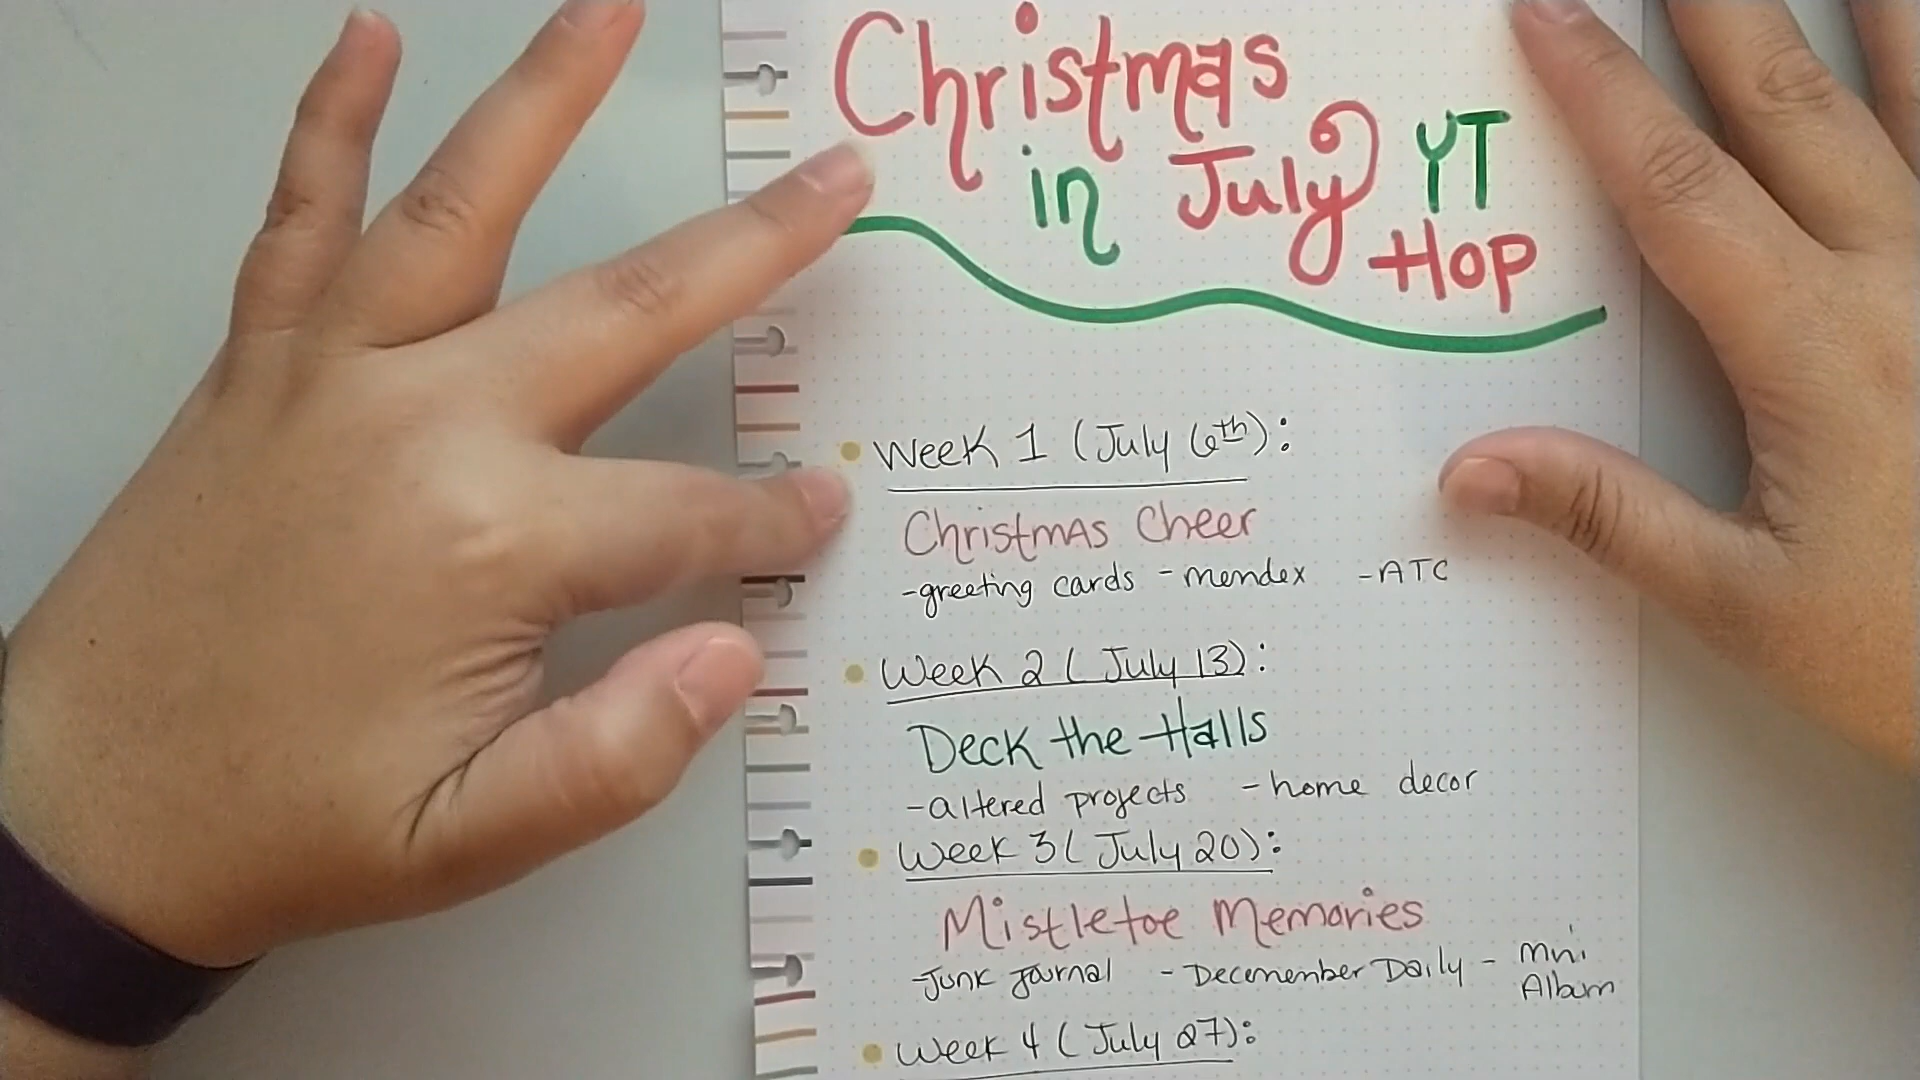 Christmas
in July YT
Hop
Week 1 (July 6th):
Christmas Cheer
-greeting cards -mendex -ATC
Week 2 (July 13):
Deck the Halls
-altered projects -home decor
Week 3 (July 20):
Mistletoe Memories
-Junk Journal -Decemember Daily - Mini
Album
Week 4 (July 27):